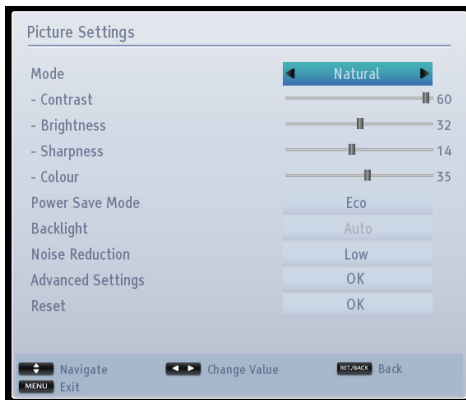 Picture Settings
Mode Natural
- Contrast 60
- Brightness 32
- Sharpness 14
- Colour 35
Power Save Mode Eco
Backlight Auto
Noise Reduction Low
Advanced Settings OK
Reset OK
Navigate Change Value RET./BACK Back
MENU Exit